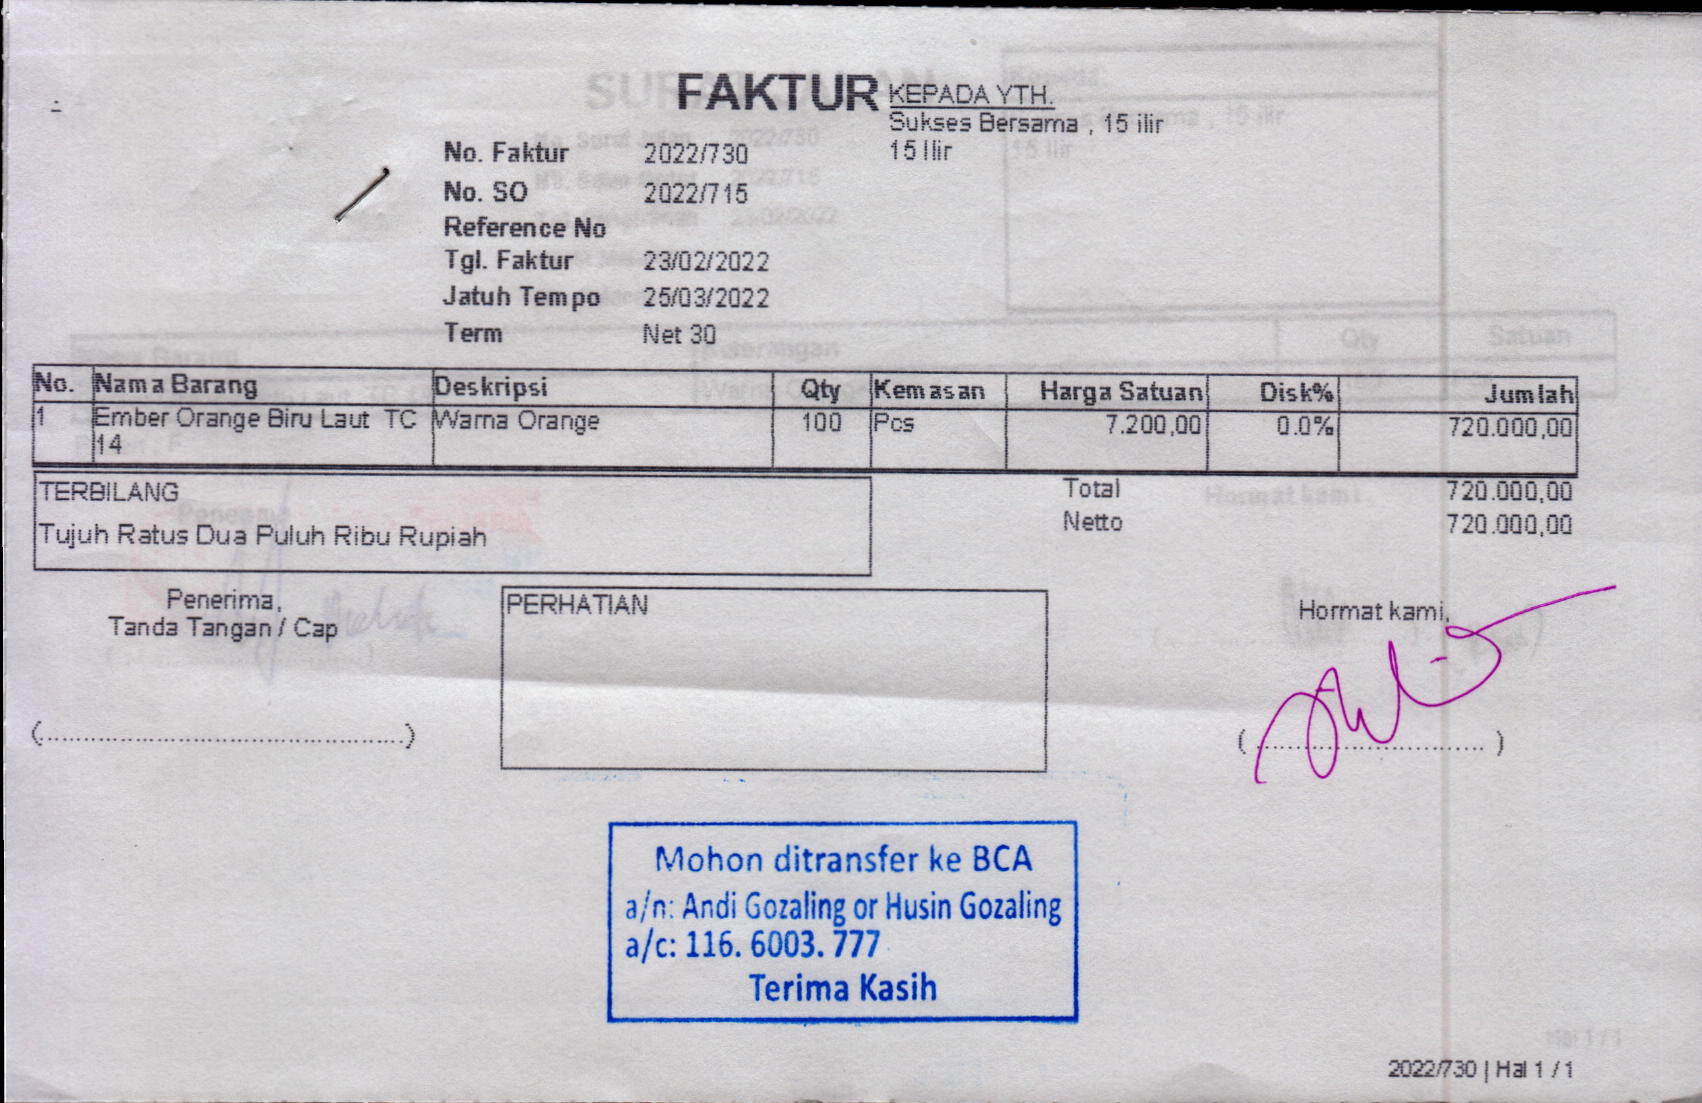 FAKTUR
KEPADA YTH.
Sukses Bersama , 15 ilir
15 Ilir
No. Faktur 2022/730
No. SO 2022/715
Reference No
Tgl. Faktur 23/02/2022
Jatuh Tempo 25/03/2022
Term Net 30
No. Nama Barang Deskripsi Qty Kemasan Harga Satuan Disk% Jumlah
1 Ember Orange Biru Laut TC Warna Orange 100 Pcs 7.200,00 0.0% 720.000,00
14
TERBILANG
Tujuh Ratus Dua Puluh Ribu Rupiah
Total 720.000,00
Netto 720.000,00
Penerima,
Tanda Tangan / Cap
(..............................................)
PERHATIAN
Hormat kami,
(..............................)
Mohon ditransfer ke BCA
a/n: Andi Gozaling or Husin Gozaling
a/c: 116. 6003. 777
Terima Kasih
2022/730 | Hal 1 / 1